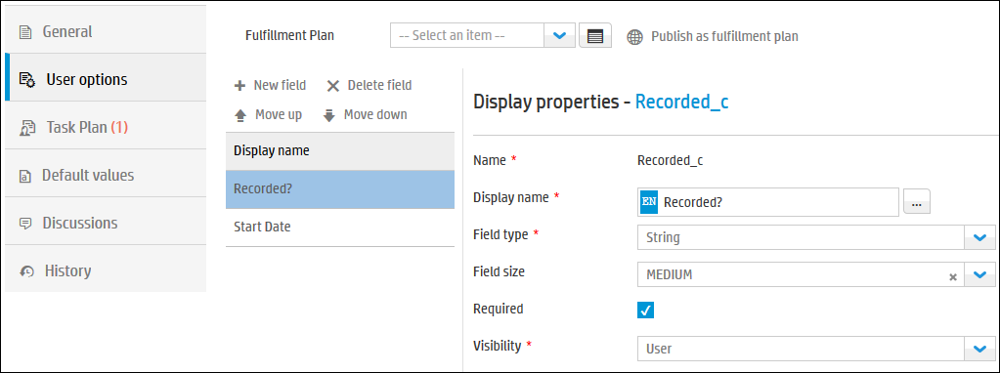 General
User options
Task Plan (1)
Default values
Discussions
History
Fulfillment Plan
-- Select an item --
Publish as fulfillment plan
New field
Delete field
Move up
Move down
Display name
Recorded?
Start Date
Display properties - Recorded_c
Name *
Recorded_c
Display name *
EN Recorded?
...
Field type *
String
Field size
MEDIUM
Required
Visibility *
User